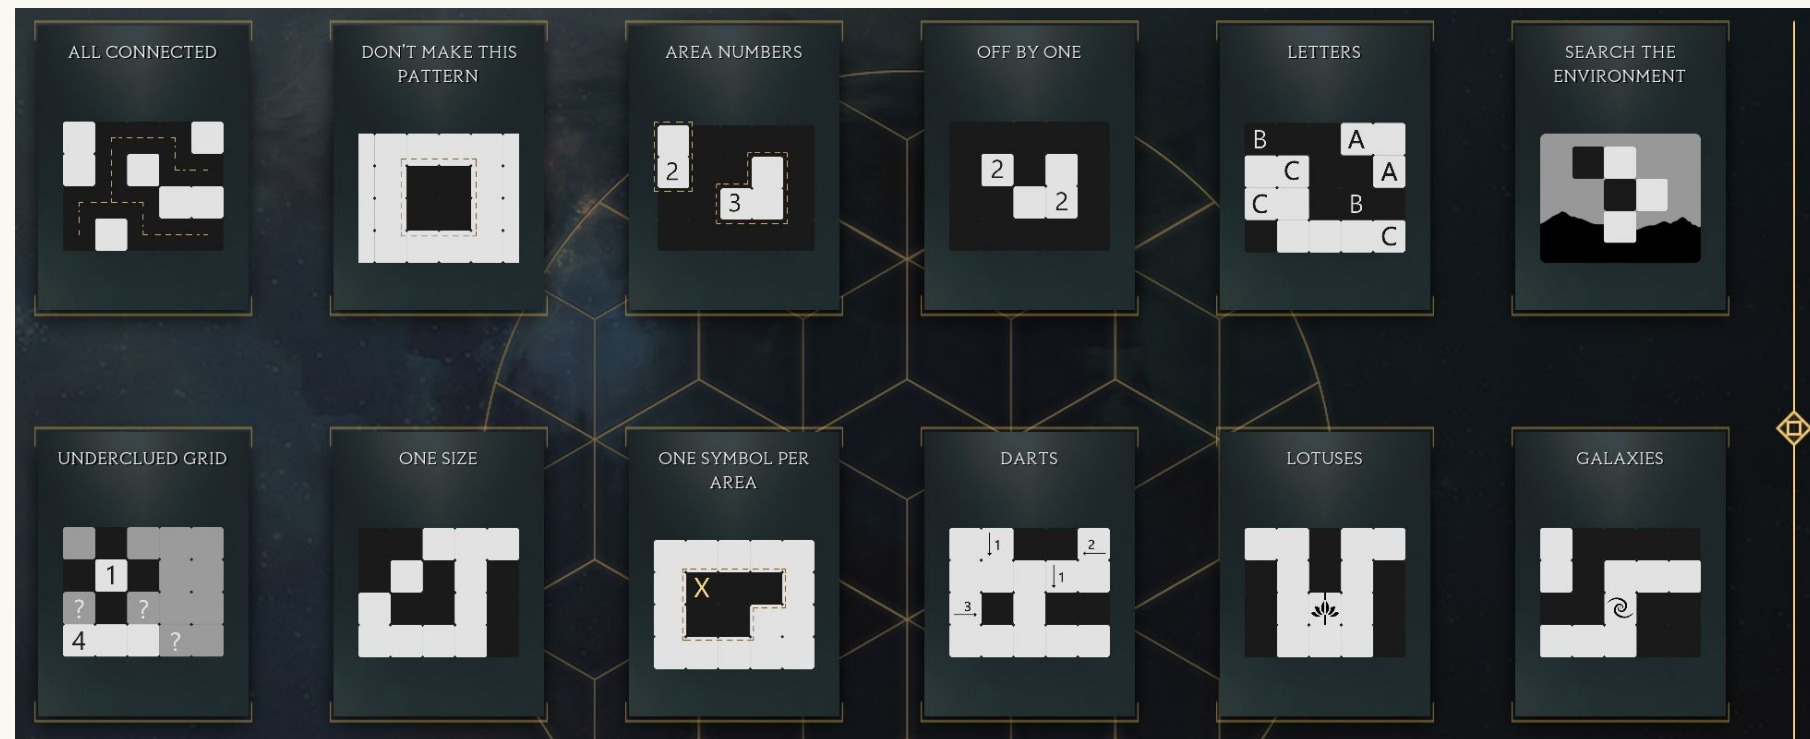 ALL CONNECTED
DON'T MAKE THIS
PATTERN
AREA NUMBERS
OFF BY ONE
LETTERS
SEARCH THE
ENVIRONMENT
2
3
2
2
B A
C A
C B
C
UNDERCLUED GRID
ONE SIZE
ONE SYMBOL PER
AREA
DARTS
LOTUSES
GALAXIES
1
? ?
4 ?
X
1 2
1
3